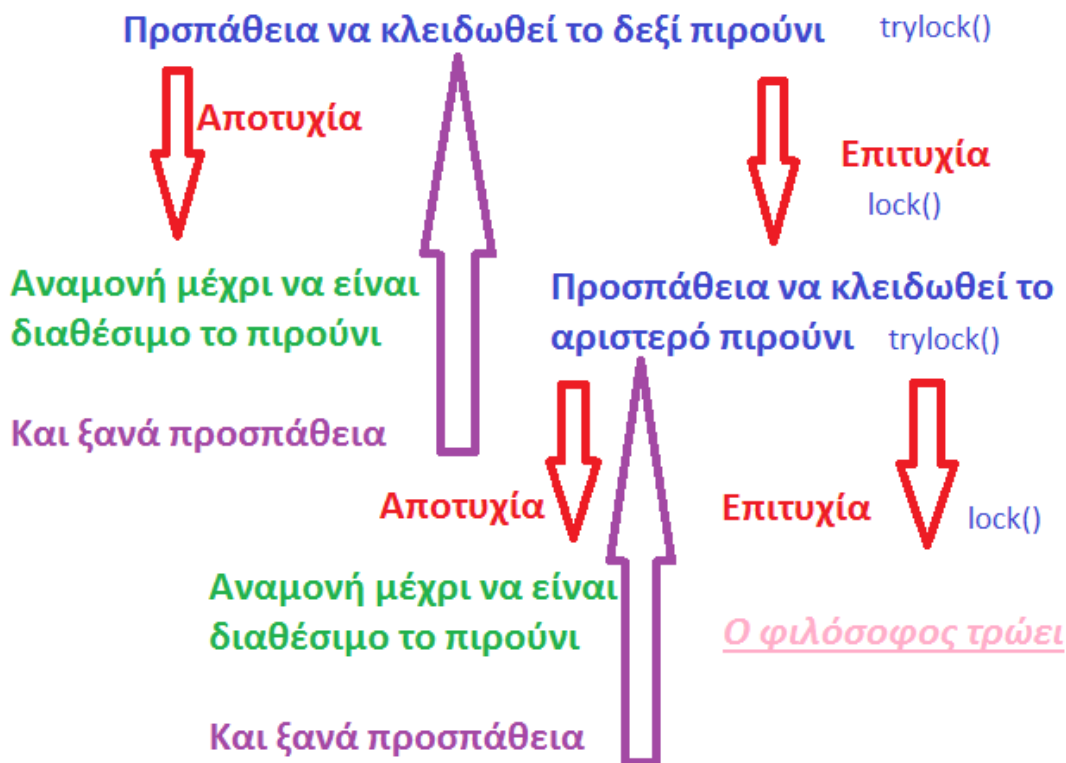 Πρσπάθεια να κλειδωθεί το δεξί πιρούνι trylock()
Αποτυχία
Επιτυχία
lock()
Αναμονή μέχρι να είναι
διαθέσιμο το πιρούνι
Προσπάθεια να κλειδωθεί το
αριστερό πιρούνι trylock()
Και ξανά προσπάθεια
Αποτυχία
Επιτυχία
lock()
Αναμονή μέχρι να είναι
διαθέσιμο το πιρούνι
Ο φιλόσοφος τρώει
Και ξανά προσπάθεια